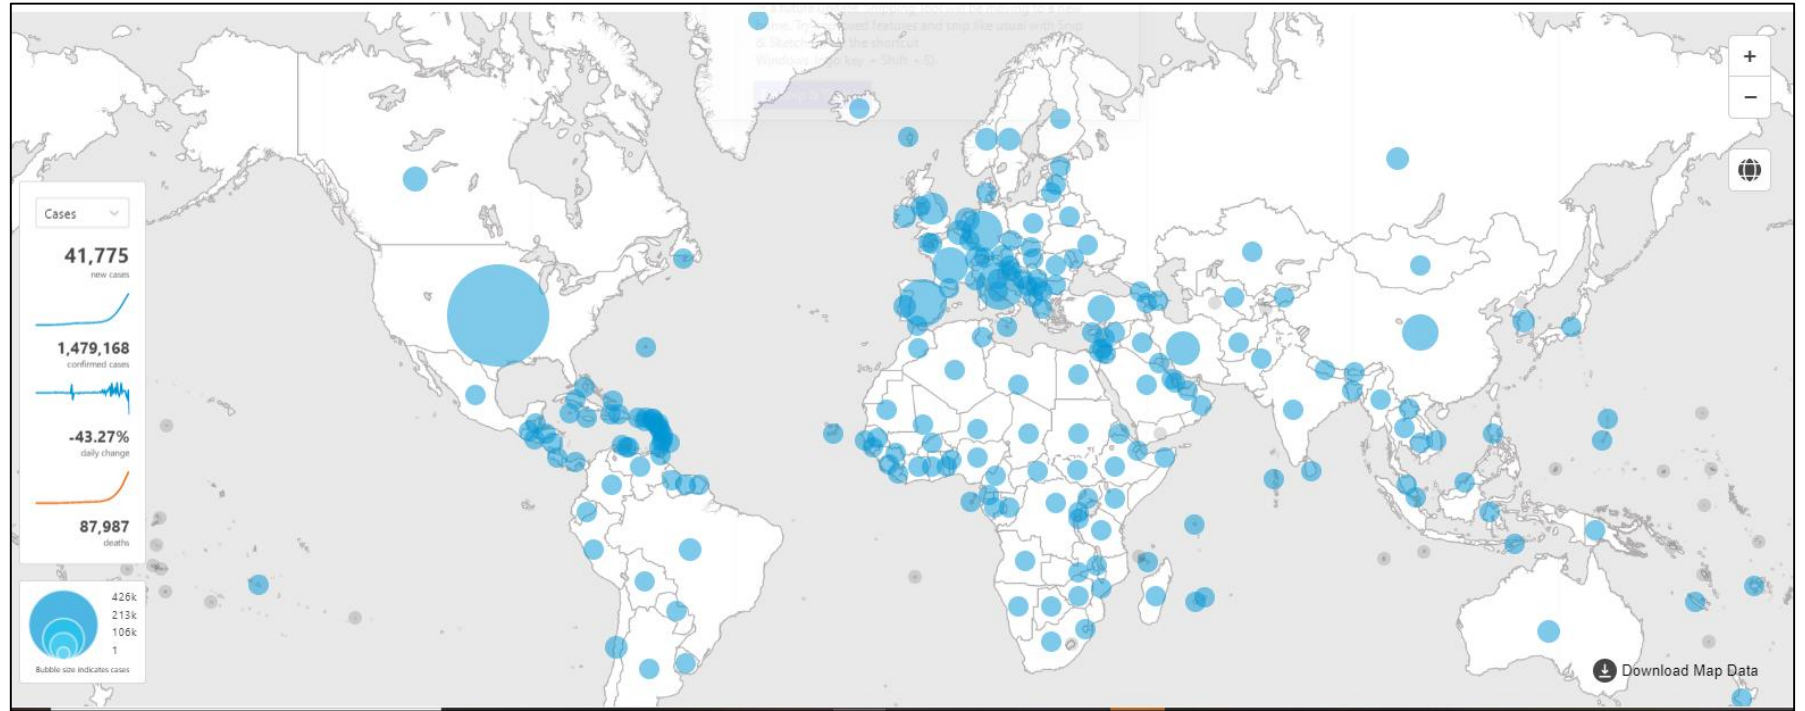 Cases
41,775
new cases
1,479,168
confirmed cases
-43.27%
daily change
87,987
deaths
426k
213k
106k
1
Bubble size indicates cases
+
−
Download Map Data